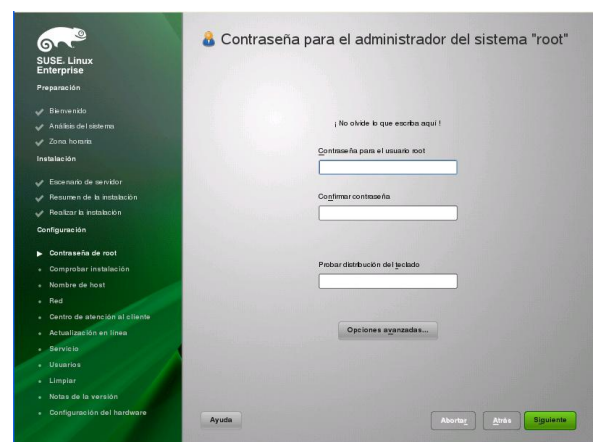 SUSE. Linux
Enterprise
Preparación
Bienvenido
Análisis del sistema
Zona horaria
Instalación
Escenario de servidor
Resumen de la instalación
Realizar la instalación
Configuración
Contraseña de root
Comprobar instalación
Nombre de host
Red
Centro de atención al cliente
Actualización en línea
Servicio
Usuarios
Limpiar
Notas de la versión
Configuración del hardware
Contraseña para el administrador del sistema "root"
¡ No olvide lo que escriba aquí !
Contraseña para el usuario root
Confirmar contraseña
Probar distribución del teclado
Opciones avanzadas...
Ayuda
Abortar
Atrás
Siguiente